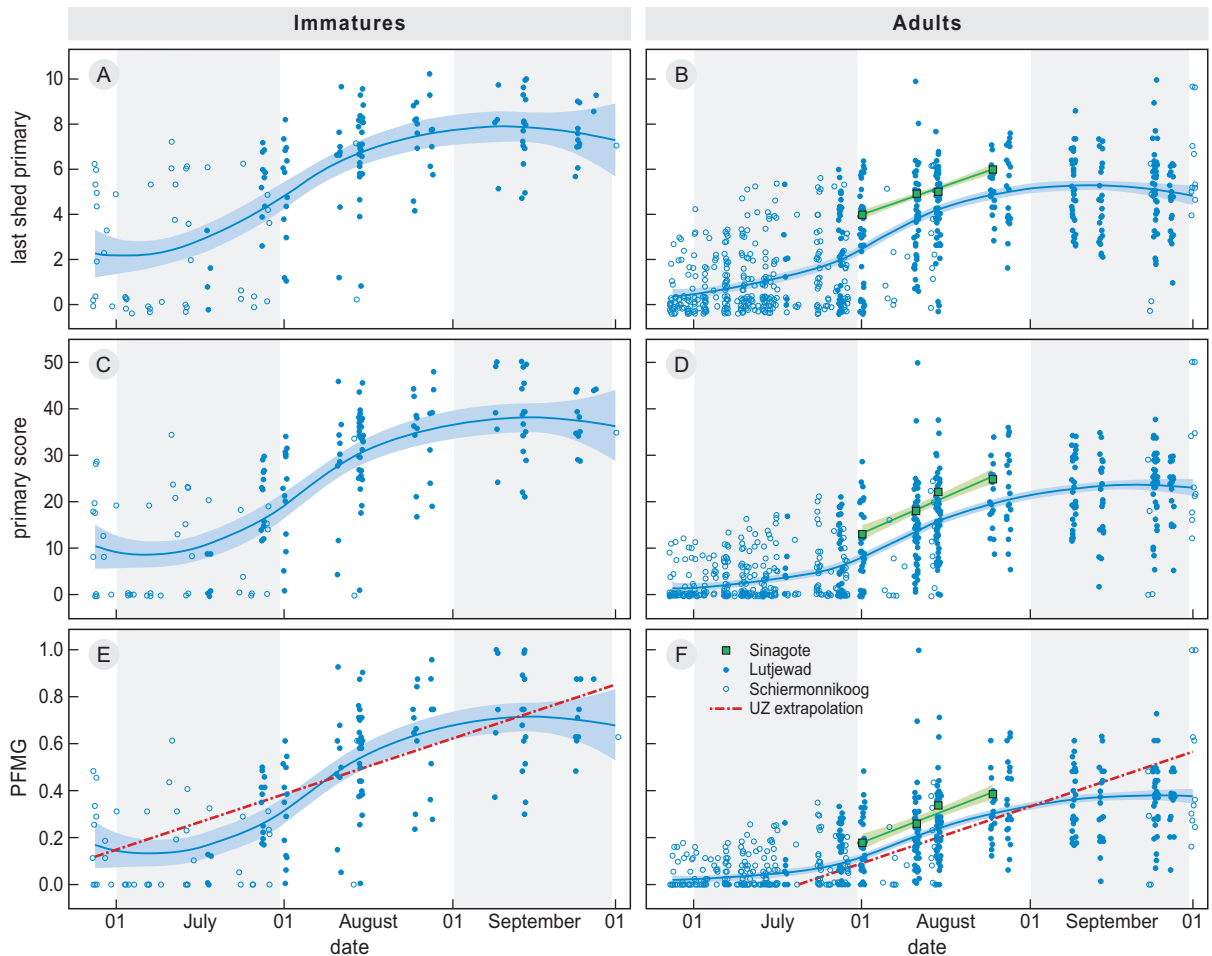 Immatures
Adults
A
B
last shed primary
10
8
6
4
2
0
C
D
primary score
50
40
30
20
10
0
E
F
PFMG
1.0
0.8
0.6
0.4
0.2
0.0
Sinagote
Lutjewad
Schiermonnikoog
UZ extrapolation
01 July 01 August 01 September 01
date
01 July 01 August 01 September 01
date